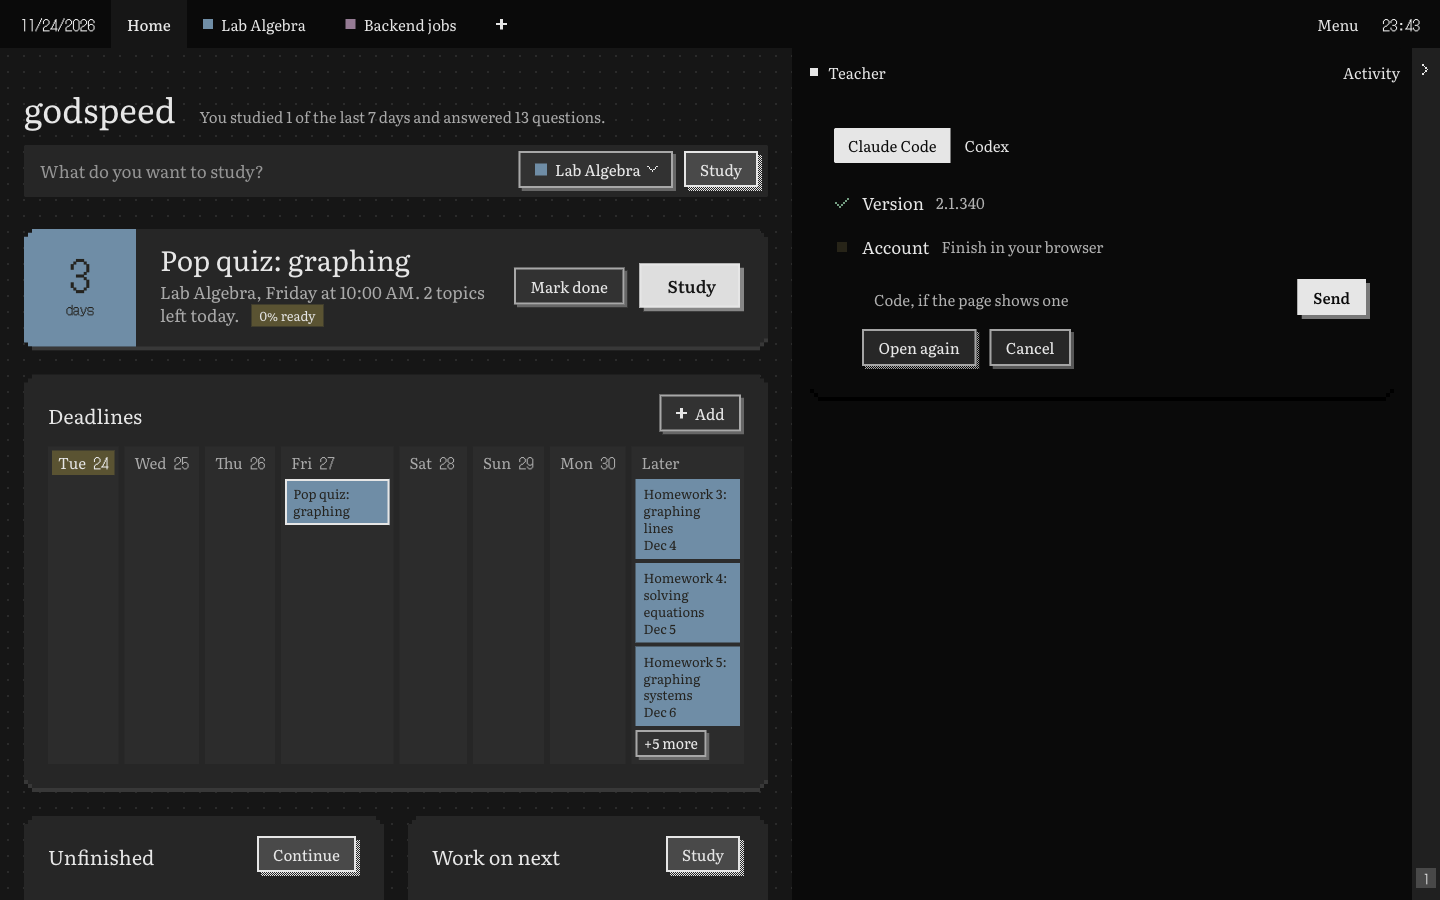 11/24/2026
Home
Lab Algebra
Backend jobs
+
Menu
23:43
godspeed
You studied 1 of the last 7 days and answered 13 questions.
What do you want to study?
Lab Algebra
Study
3
days
Pop quiz: graphing
Lab Algebra, Friday at 10:00 AM. 2 topics
left today.
0% ready
Mark done
Study
Deadlines
+ Add
Tue 24
Wed 25
Thu 26
Fri 27
Sat 28
Sun 29
Mon 30
Later
Pop quiz:
graphing
Homework 3:
graphing
lines
Dec 4
Homework 4:
solving
equations
Dec 5
Homework 5:
graphing
systems
Dec 6
+5 more
Unfinished
Continue
Work on next
Study
Teacher
Activity
Claude Code
Codex
Version 2.1.340
Account Finish in your browser
Code, if the page shows one
Send
Open again
Cancel
1